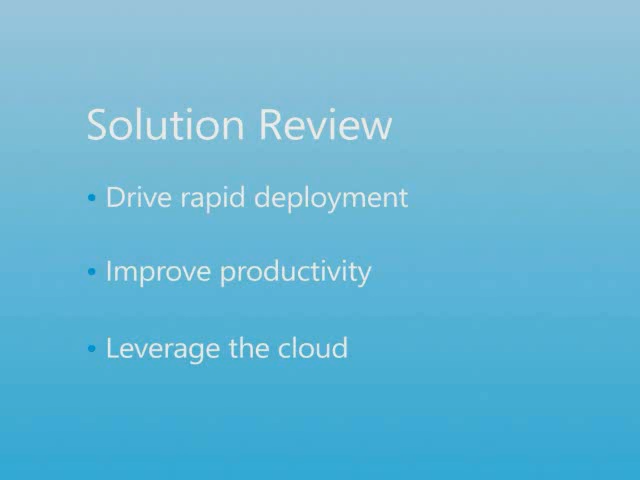 Solution Review
• Drive rapid deployment
• Improve productivity
• Leverage the cloud